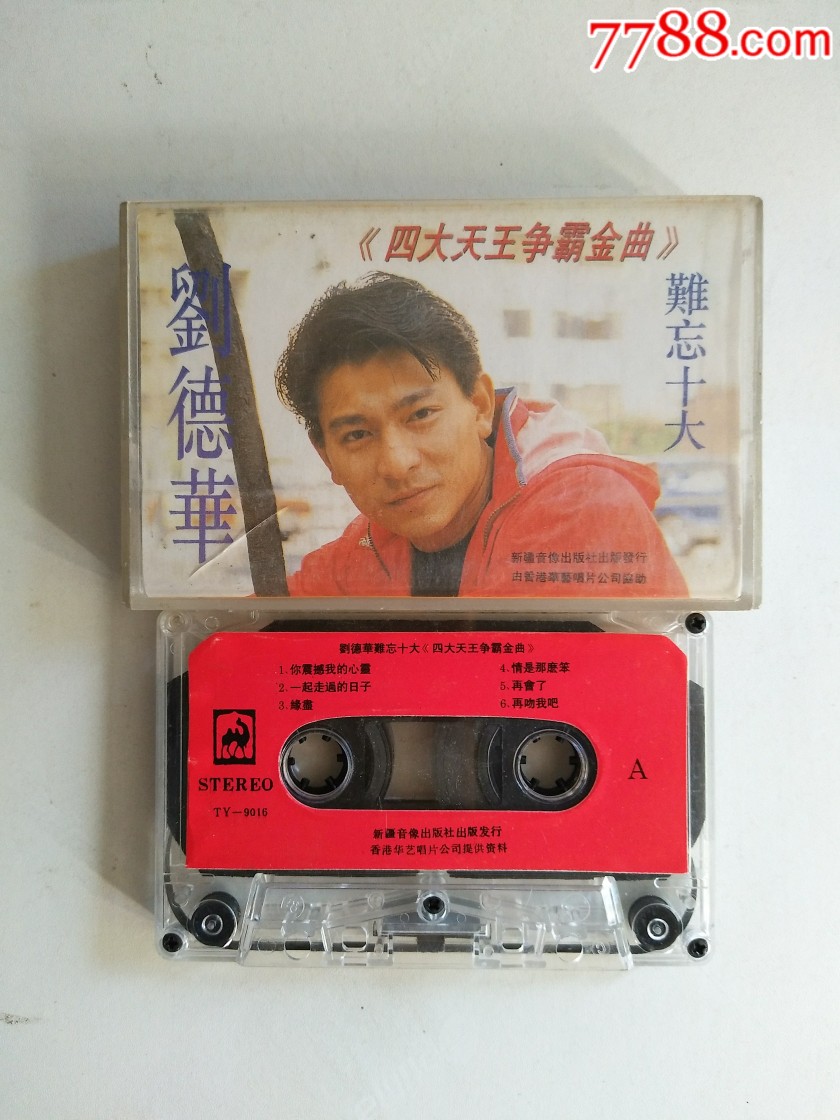 7788.com
《四大天王争霸金曲》
劉德華
難忘十大
新疆音像出版社出版發行
由香港華藝唱片公司協助
劉德華難忘十大《四大天王争霸金曲》
1.你震撼我的心靈
2.一起走過的日子
3.緣盡
4.情是那麽笨
5.再會了
6.再吻我吧
STEREO
TY—9016
A
新疆音像出版社出版发行
香港华艺唱片公司提供资料